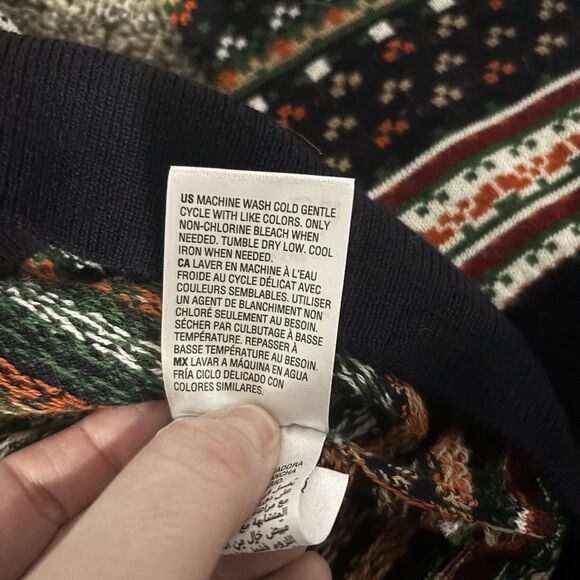 US MACHINE WASH COLD GENTLE
CYCLE WITH LIKE COLORS. ONLY
NON-CHLORINE BLEACH WHEN
NEEDED. TUMBLE DRY LOW. COOL
IRON WHEN NEEDED.
CA LAVER EN MACHINE À L'EAU
FROIDE AU CYCLE DÉLICAT AVEC
COULEURS SEMBLABLES. UTILISER
UN AGENT DE BLANCHIMENT NON
CHLORÉ SEULEMENT AU BESOIN.
SÉCHER PAR CULBUTAGE À BASSE
TEMPÉRATURE. REPASSER À
BASSE TEMPÉRATURE AU BESOIN.
MX LAVAR A MÁQUINA EN AGUA
FRÍA CICLO DELICADO CON
COLORES SIMILARES.